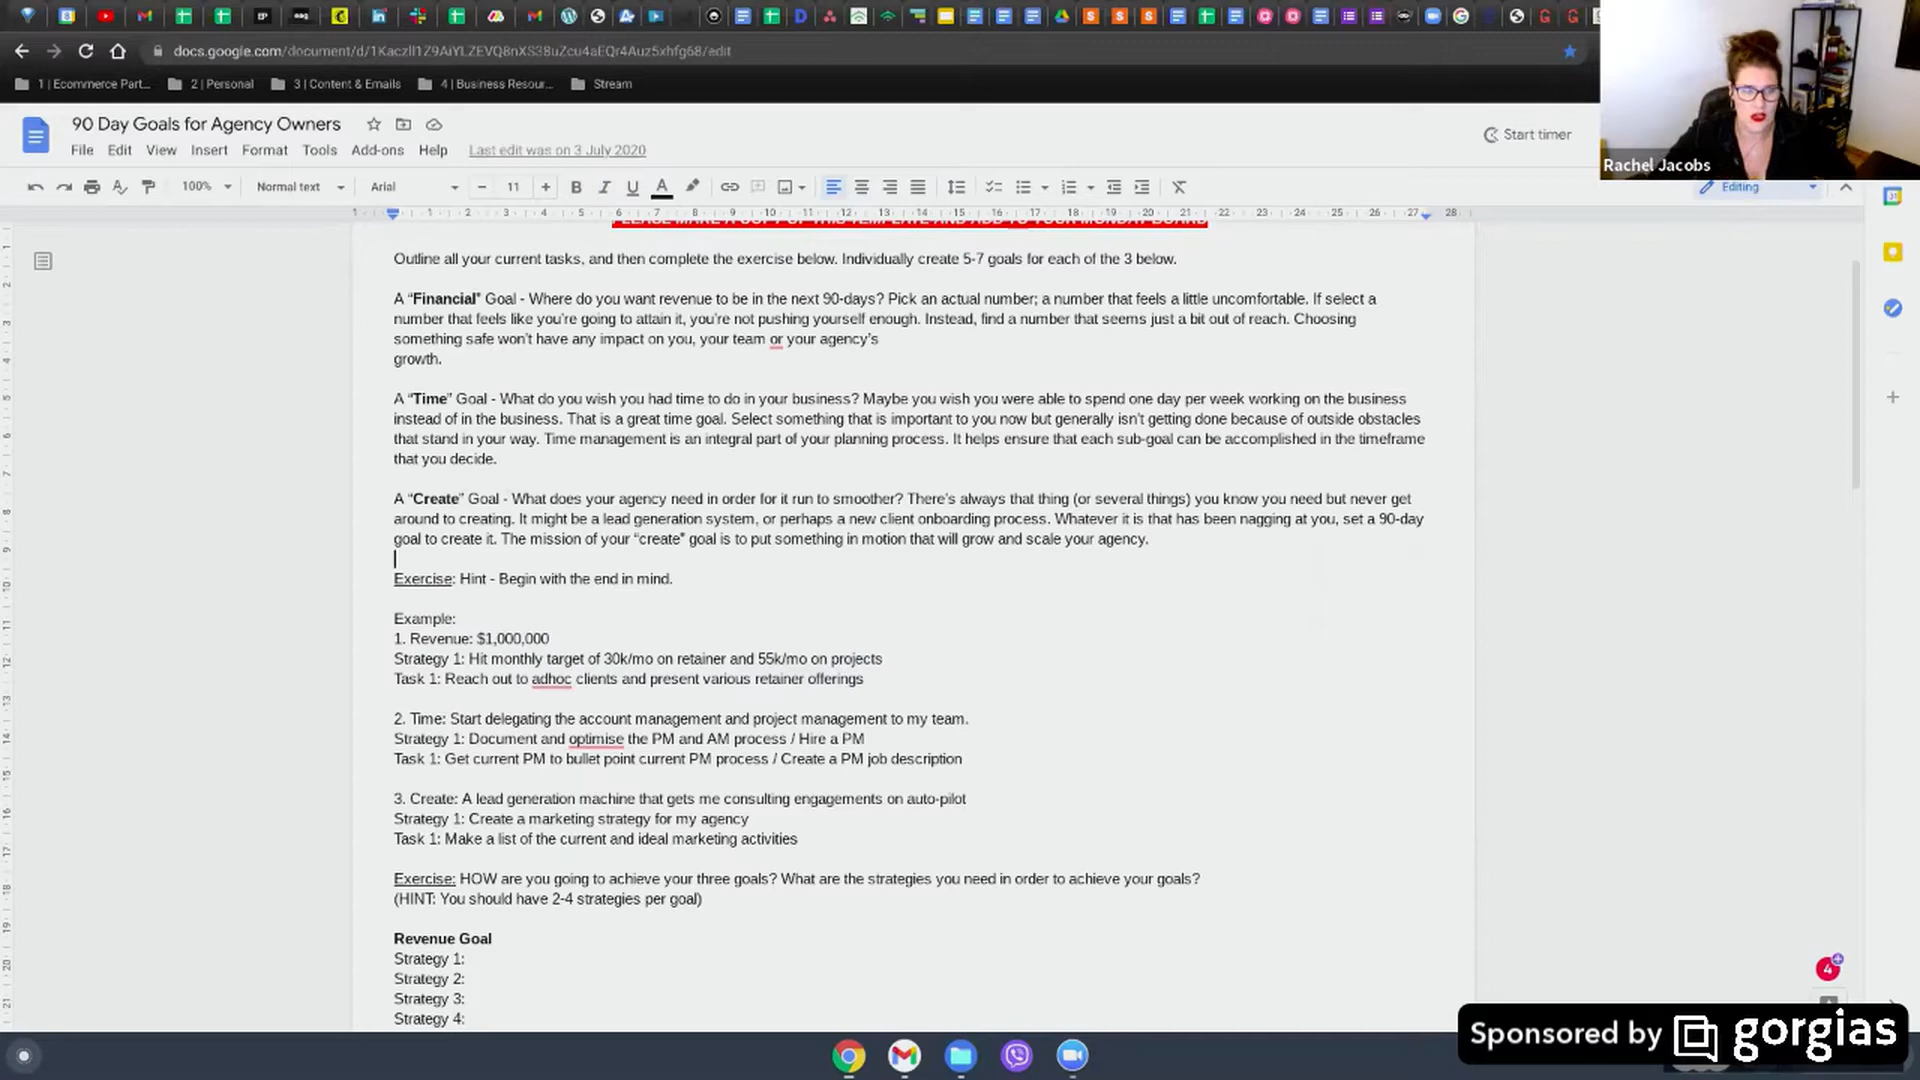 docs.google.com/document/d/1Kaczll1Z9AiYLZEVQ8nXS38uZcu4aEQr4Auz5xhfg68/edit
1 | Ecommerce Part...
2 | Personal
3 | Content & Emails
4 | Business Resour...
Stream
90 Day Goals for Agency Owners
Start timer
Rachel Jacobs
File Edit View Insert Format Tools Add-ons Help Last edit was on 3 July 2020
100% Normal text Arial 11 Editing
PLEASE MAKE A COPY OF THIS TEMPLATE AND ADD TO YOUR MONDAY BOARD
Outline all your current tasks, and then complete the exercise below. Individually create 5-7 goals for each of the 3 below.
A “Financial” Goal - Where do you want revenue to be in the next 90-days? Pick an actual number; a number that feels a little uncomfortable. If select a
number that feels like you’re going to attain it, you’re not pushing yourself enough. Instead, find a number that seems just a bit out of reach. Choosing
something safe won’t have any impact on you, your team or your agency’s
growth.
A “Time” Goal - What do you wish you had time to do in your business? Maybe you wish you were able to spend one day per week working on the business
instead of in the business. That is a great time goal. Select something that is important to you now but generally isn’t getting done because of outside obstacles
that stand in your way. Time management is an integral part of your planning process. It helps ensure that each sub-goal can be accomplished in the timeframe
that you decide.
A “Create” Goal - What does your agency need in order for it run to smoother? There’s always that thing (or several things) you know you need but never get
around to creating. It might be a lead generation system, or perhaps a new client onboarding process. Whatever it is that has been nagging at you, set a 90-day
goal to create it. The mission of your “create” goal is to put something in motion that will grow and scale your agency.
Exercise: Hint - Begin with the end in mind.
Example:
1. Revenue: $1,000,000
Strategy 1: Hit monthly target of 30k/mo on retainer and 55k/mo on projects
Task 1: Reach out to adhoc clients and present various retainer offerings
2. Time: Start delegating the account management and project management to my team.
Strategy 1: Document and optimise the PM and AM process / Hire a PM
Task 1: Get current PM to bullet point current PM process / Create a PM job description
3. Create: A lead generation machine that gets me consulting engagements on auto-pilot
Strategy 1: Create a marketing strategy for my agency
Task 1: Make a list of the current and ideal marketing activities
Exercise: HOW are you going to achieve your three goals? What are the strategies you need in order to achieve your goals?
(HINT: You should have 2-4 strategies per goal)
Revenue Goal
Strategy 1:
Strategy 2:
Strategy 3:
Strategy 4:
4
Sponsored by gorgias